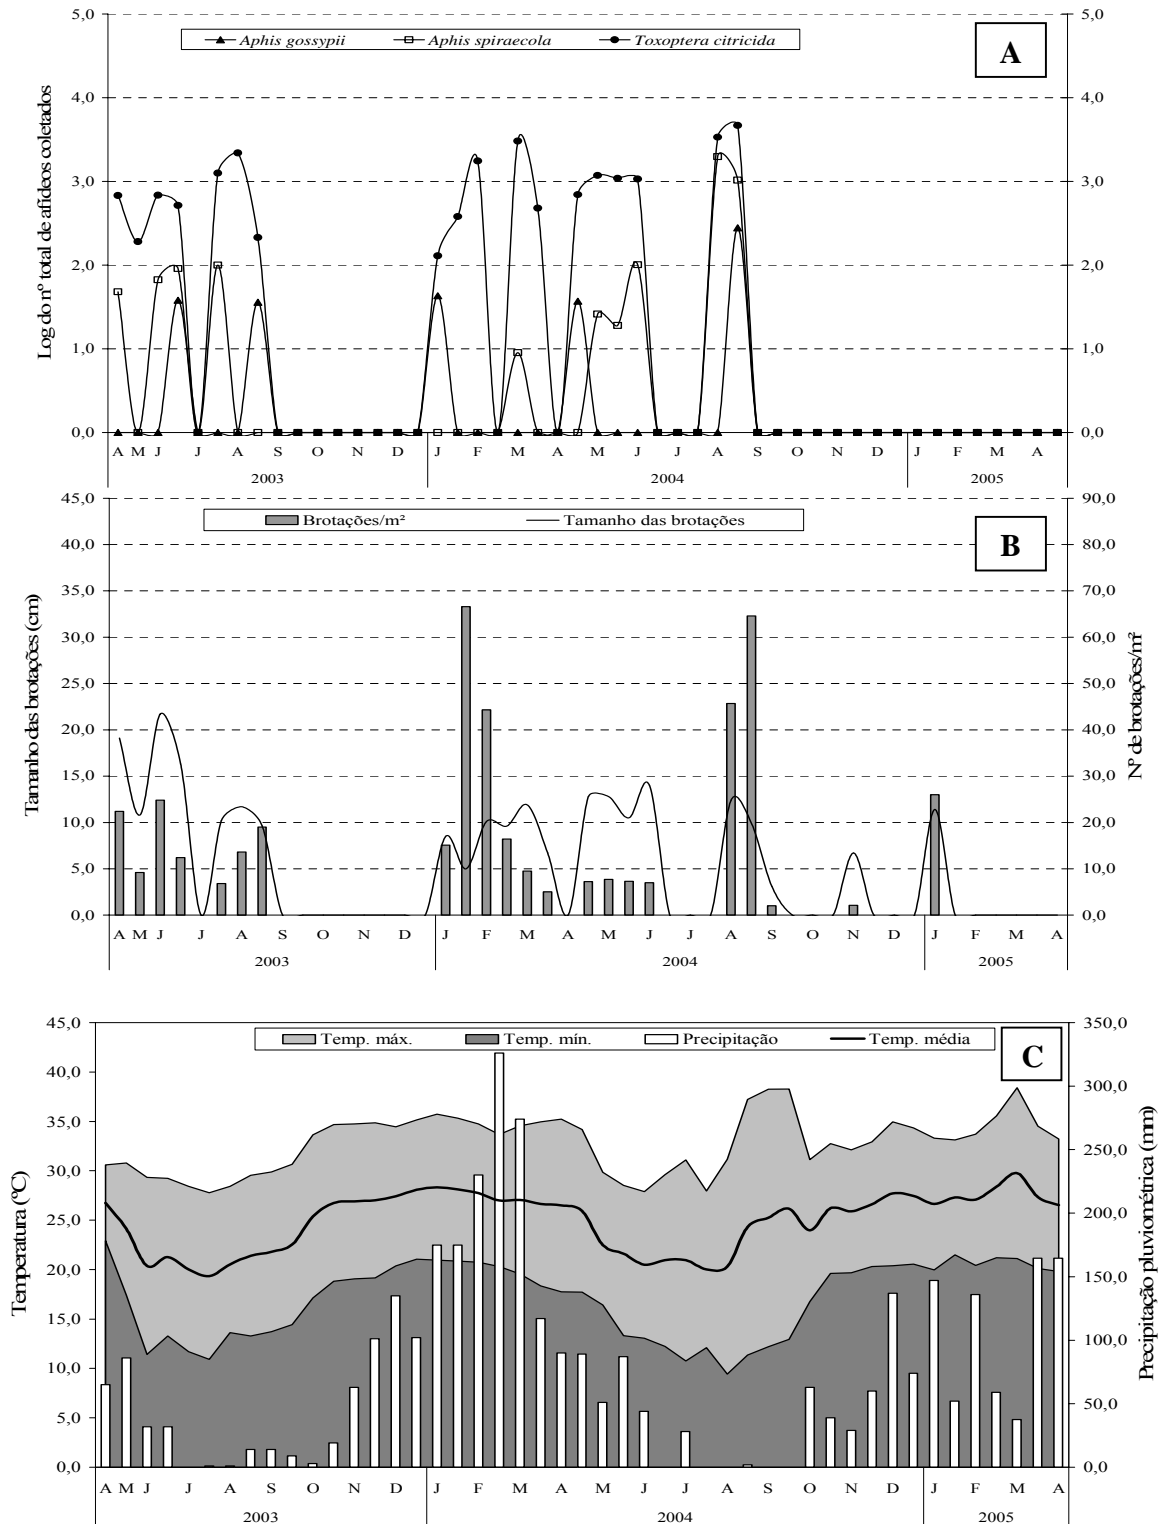 5,0 5,0
Aphis gossypii Aphis spiraecola Toxoptera citricida
A
4,0 4,0
3,0 3,0
2,0 2,0
1,0 1,0
0,0 0,0
Log do nº total de afídeos coletados
A M J J A S O N D J F M A M J J A S O N D J F M A
2003 2004 2005
45,0 90,0
Brotações/m² Tamanho das brotações
B
40,0 80,0
35,0 70,0
30,0 60,0
25,0 50,0
20,0 40,0
15,0 30,0
10,0 20,0
5,0 10,0
0,0 0,0
Tamanho das brotações (cm)
Nº de brotações/m²
A M J J A S O N D J F M A M J J A S O N D J F M A
2003 2004 2005
45,0 350,0
Temp. máx. Temp. mín. Precipitação Temp. média
C
40,0 300,0
35,0 250,0
30,0
25,0 200,0
20,0 150,0
15,0
10,0 100,0
5,0 50,0
0,0 0,0
Temperatura (ºC)
Precipitação pluviométrica (mm)
A M J J A S O N D J F M A M J J A S O N D J F M A
2003 2004 2005